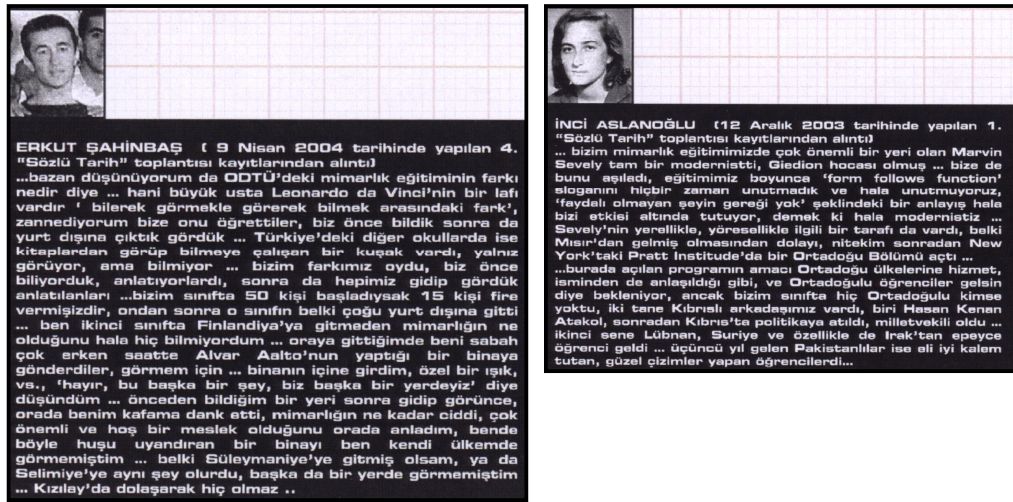 ERKUT ŞAHİNBAŞ ( 9 Nisan 2004 tarihinde yapılan 4.
“Sözlü Tarih” toplantısı kayıtlarından alıntı)
...bazan düşünüyorum da ODTÜ’deki mimarlık eğitiminin farkı
nedir diye ... hani büyük usta Leonardo da Vinci’nin bir lafı
vardır ‘ bilerek görmekle görerek bilmek arasındaki fark’,
zannediyorum bize onu öğrettiler, biz önce bildik sonra da
yurt dışına çıktık gördük ... Türkiye’deki diğer okullarda ise
kitaplardan görüp bilmeye çalışan bir kuşak vardı, yalnız
görüyor, ama bilmiyor ... bizim farkımız oydu, biz önce
biliyorduk, anlatıyorlardı, sonra da hepimiz gidip gördük
anlatılanları ...bizim sınıfta 50 kişi başladıysak 15 kişi fire
vermişizdir, ondan sonra o sınıfın belki çoğu yurt dışına gitti
... ben ikinci sınıfta Finlandiya’ya gitmeden mimarlığın ne
olduğunu hala hiç bilmiyordum ... oraya gittiğimde beni sabah
çok erken saatte Alvar Aalto’nun yaptığı bir binaya
gönderdiler, görmem için ... binanın içine girdim, özel bir ışık,
vs., ‘hayır, bu başka bir şey, biz başka bir yerdeyiz’ diye
düşündüm ... önceden bildiğim bir yeri sonra gidip görünce,
orada benim kafama dank etti, mimarlığın ne kadar ciddi, çok
önemli ve hoş bir meslek olduğunu orada anladım, bende
böyle huşu uyandıran bir binayı ben kendi ülkemde
görmemiştim ... belki Süleymaniye’ye gitmiş olsam, ya da
Selimiye’ye aynı şey olurdu, başka da bir yerde görmemiştim
... Kızılay’da dolaşarak hiç olmaz ..
İNCİ ASLANOĞLU (12 Aralık 2003 tarihinde yapılan 1.
“Sözlü Tarih” toplantısı kayıtlarından alıntı)
... bizim mimarlık eğitimimizde çok önemli bir yeri olan Marvin
Sevely tam bir modernistti, Giedion hocası olmuş ... bize de
bunu aşıladı, eğitimimiz boyunca ‘form follows function’
sloganını hiçbir zaman unutmadık ve hala unutmuyoruz,
‘faydalı olmayan şeyin gereği yok’ şeklindeki bir anlayış hala
bizi etkisi altında tutuyor, demek ki hala modernistiz ...
Sevely’nin yerellikle, yöresellikle ilgili bir tarafı da vardı, belki
Mısır’dan gelmiş olmasından dolayı, nitekim sonradan New
York’taki Pratt Institude’da bir Ortadoğu Bölümü açtı ...
...burada açılan programın amacı Ortadoğu ülkelerine hizmet,
isminden de anlaşıldığı gibi, ve Ortadoğulu öğrenciler gelsin
diye bekleniyor, ancak bizim sınıfta hiç Ortadoğulu kimse
yoktu, iki tane Kıbrıslı arkadaşımız vardı, biri Hasan Kenan
Atakol, sonradan Kıbrıs’ta politikaya atıldı, milletvekili oldu ...
ikinci sene Lübnan, Suriye ve özellikle de Irak’tan epeyce
öğrenci geldi ... üçüncü yıl gelen Pakistanlılar ise eli iyi kalem
tutan, güzel çizimler yapan öğrencilerdi...